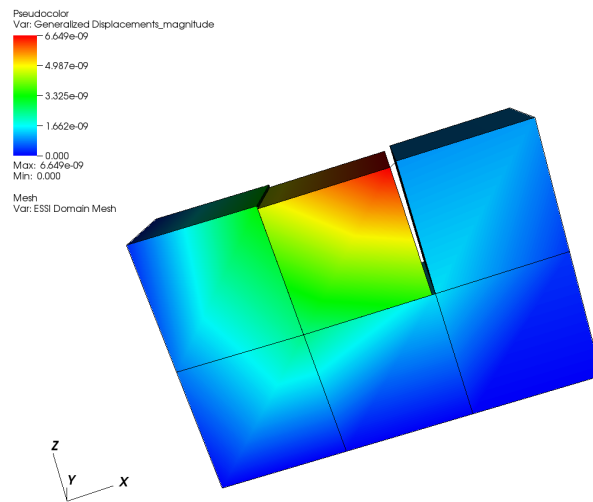 Pseudocolor
Var: Generalized Displacements_magnitude
6.649e-09
4.987e-09
3.325e-09
1.662e-09
0.000
Max: 6.649e-09
Min: 0.000
Mesh
Var: ESSI Domain Mesh
Z
Y
X